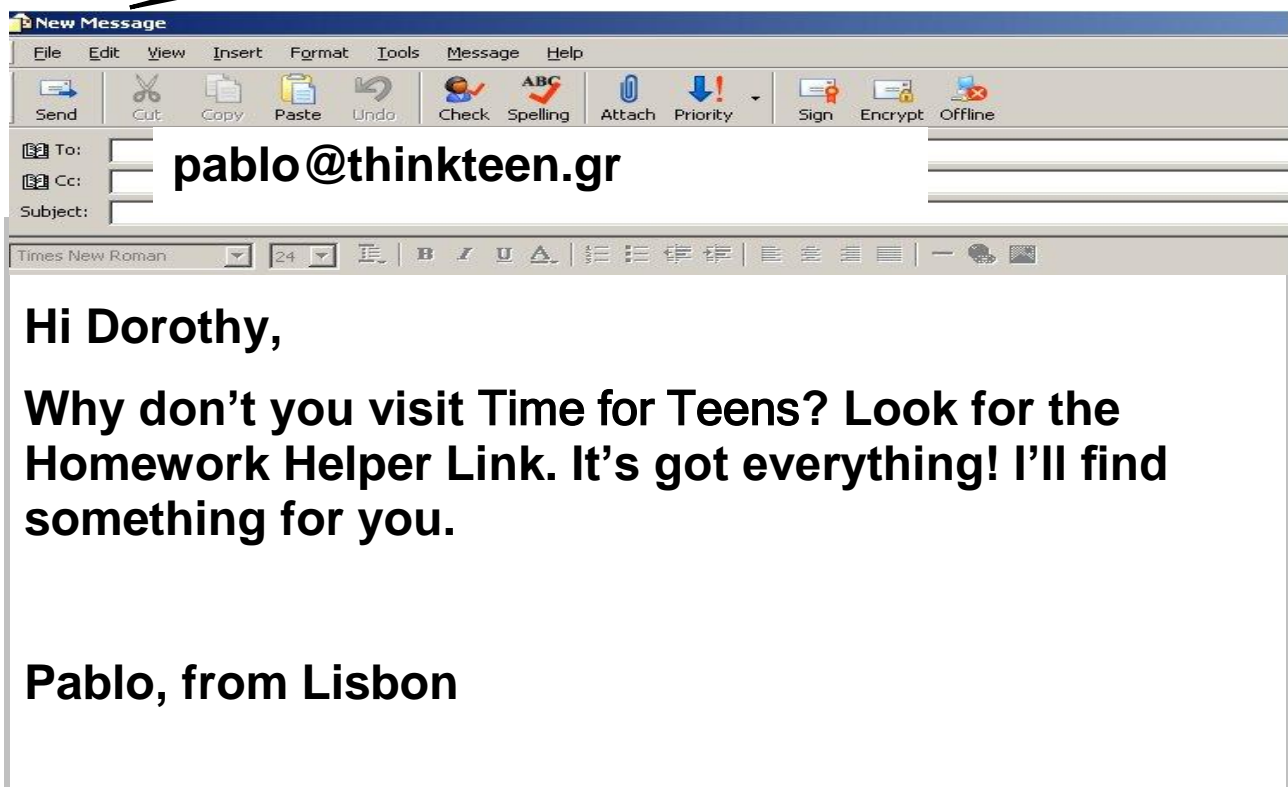 New Message
File Edit View Insert Format Tools Message Help
Send Cut Copy Paste Undo Check Spelling Attach Priority Sign Encrypt Offline
To:
pablo@thinkteen.gr
Cc:
Subject:
Times New Roman 24 B I U A
Hi Dorothy,
Why don’t you visit Time for Teens? Look for the
Homework Helper Link. It’s got everything! I’ll find
something for you.
Pablo, from Lisbon